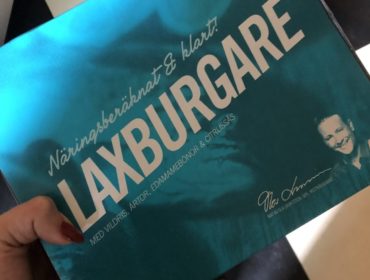 Näringsberäknat & klart!
LAXBURGARE
MED VILDRIS, ÄRTOR, EDAMAMEBÖNOR & CITRUSSÅS